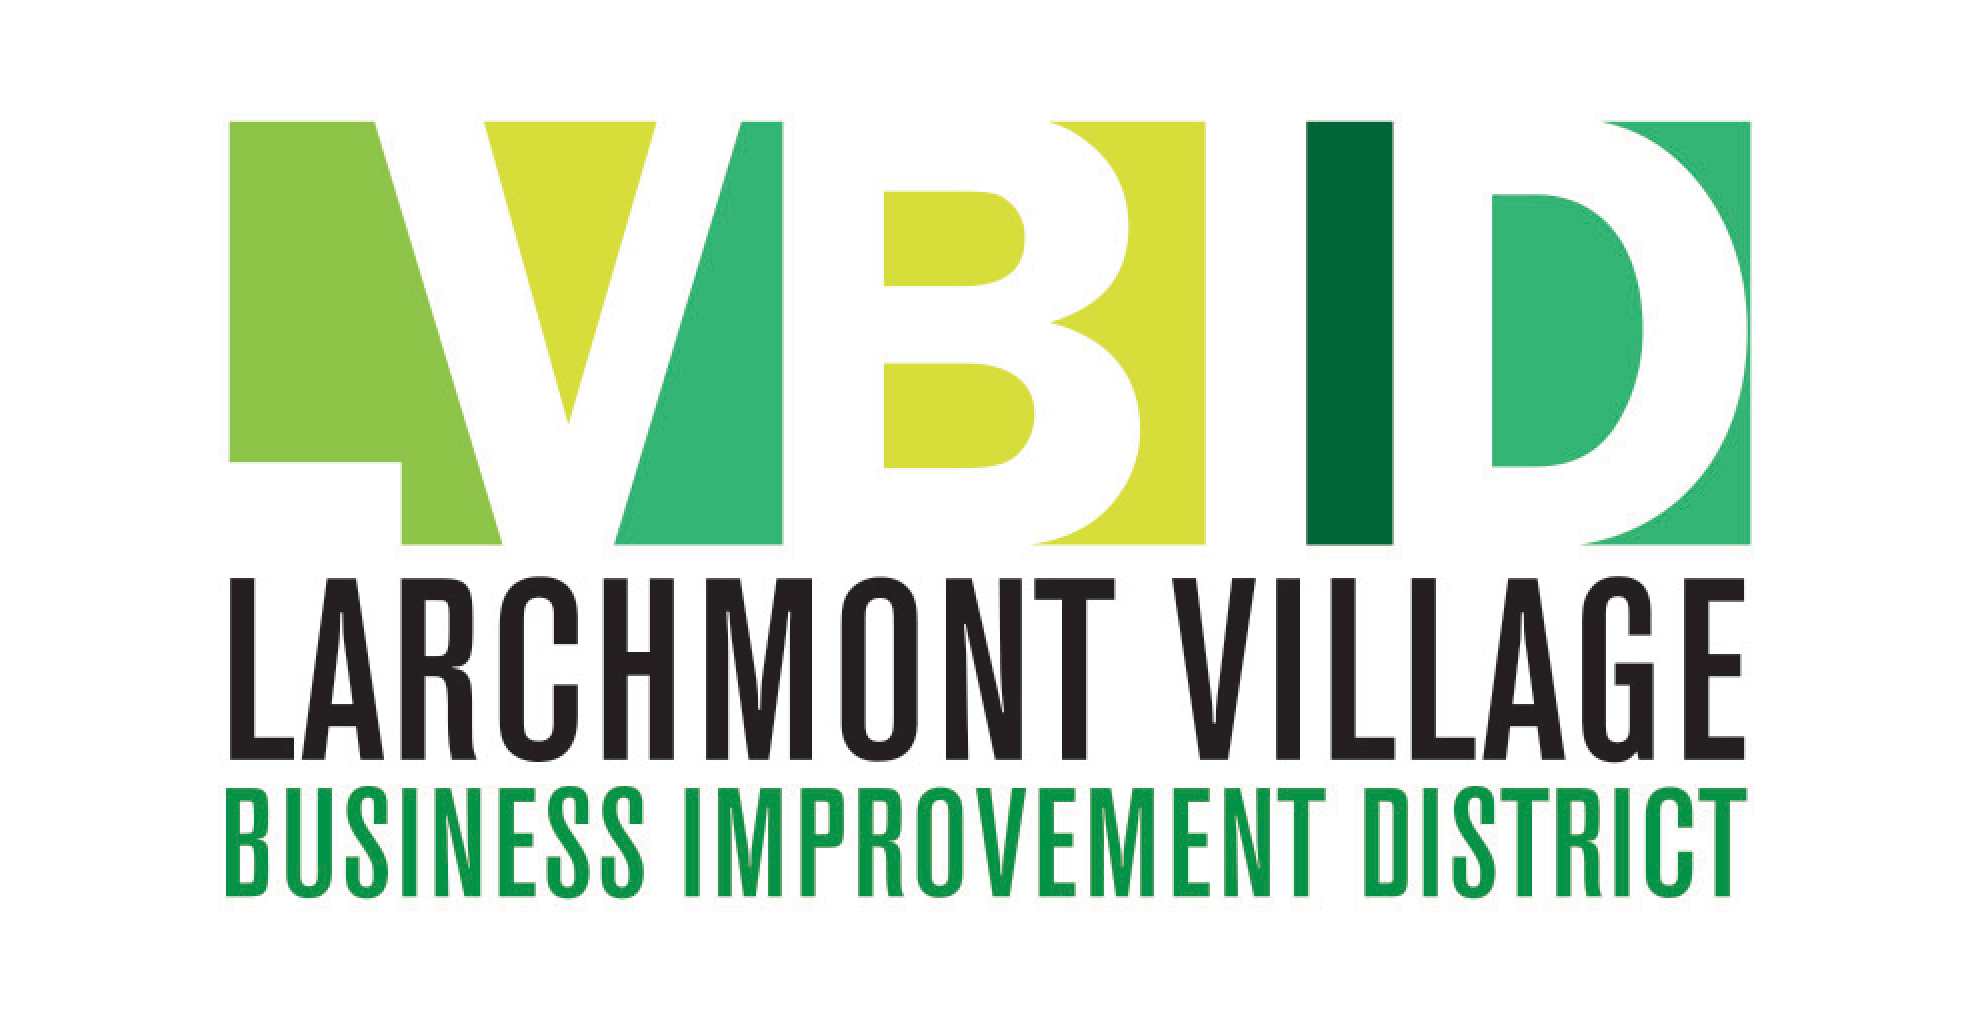 LVBID
LARCHMONT VILLAGE
BUSINESS IMPROVEMENT DISTRICT